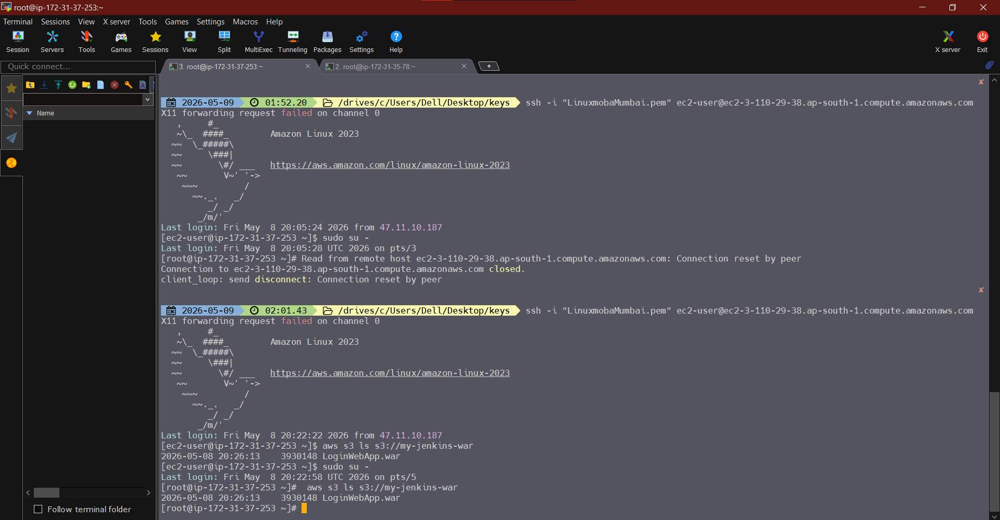 root@ip-172-31-37-253:~
Terminal Sessions View X server Tools Games Settings Macros Help
Session Servers Tools Games Sessions View Split MultiExec Tunneling Packages Settings Help X server Exit
Quick connect...
3. root@ip-172-31-37-253:~
2. root@ip-172-31-35-78:~
Name
2026-05-09 01:52.20 /drives/c/Users/Dell/Desktop/keys ssh -i "LinuxmobaMumbai.pem" ec2-user@ec2-3-110-29-38.ap-south-1.compute.amazonaws.com
X11 forwarding request failed on channel 0
   ,     #_
   ~\_  ####_        Amazon Linux 2023
  ~~  \_#####\
  ~~     \###|
  ~~       \#/ ___   https://aws.amazon.com/linux/amazon-linux-2023
   ~~       V~' '->
    ~~~         /
      ~~._.   _/
         _/ _/
       _/m/'
Last login: Fri May  8 20:05:24 2026 from 47.11.10.187
[ec2-user@ip-172-31-37-253 ~]$ sudo su -
Last login: Fri May  8 20:05:28 UTC 2026 on pts/3
[root@ip-172-31-37-253 ~]# Read from remote host ec2-3-110-29-38.ap-south-1.compute.amazonaws.com: Connection reset by peer
Connection to ec2-3-110-29-38.ap-south-1.compute.amazonaws.com closed.
client_loop: send disconnect: Connection reset by peer
2026-05-09 02:01.43 /drives/c/Users/Dell/Desktop/keys ssh -i "LinuxmobaMumbai.pem" ec2-user@ec2-3-110-29-38.ap-south-1.compute.amazonaws.com
X11 forwarding request failed on channel 0
   ,     #_
   ~\_  ####_        Amazon Linux 2023
  ~~  \_#####\
  ~~     \###|
  ~~       \#/ ___   https://aws.amazon.com/linux/amazon-linux-2023
   ~~       V~' '->
    ~~~         /
      ~~._.   _/
         _/ _/
       _/m/'
Last login: Fri May  8 20:22:22 2026 from 47.11.10.187
[ec2-user@ip-172-31-37-253 ~]$ aws s3 ls s3://my-jenkins-war
2026-05-08 20:26:13    3930148 LoginWebApp.war
[ec2-user@ip-172-31-37-253 ~]$ sudo su -
Last login: Fri May  8 20:22:58 UTC 2026 on pts/5
[root@ip-172-31-37-253 ~]#  aws s3 ls s3://my-jenkins-war
2026-05-08 20:26:13    3930148 LoginWebApp.war
[root@ip-172-31-37-253 ~]#
Follow terminal folder